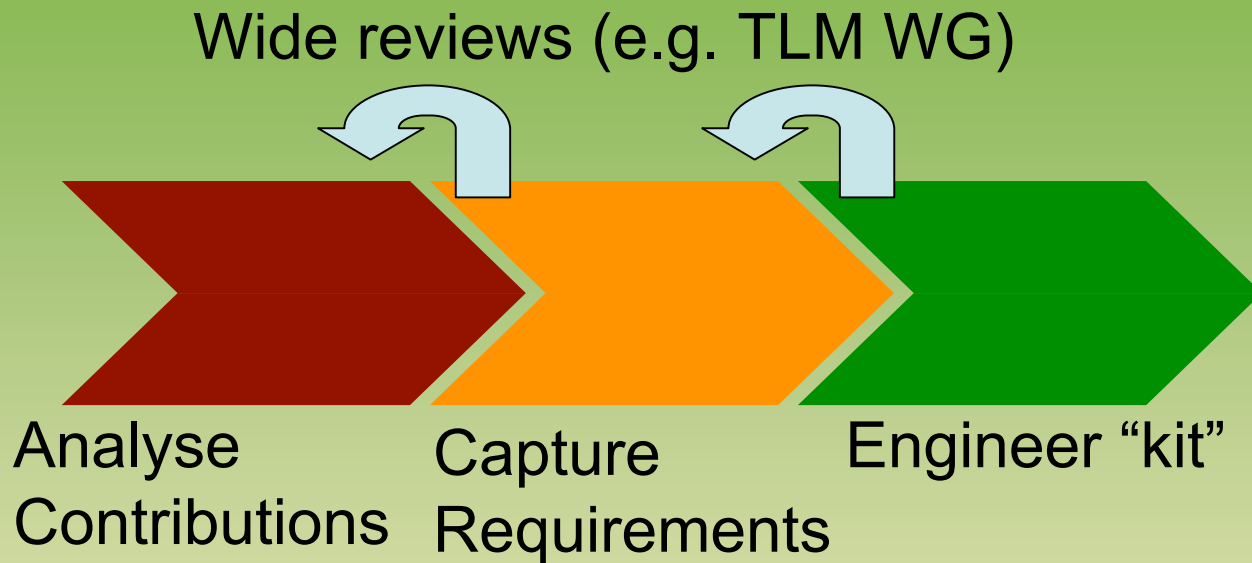 Wide reviews (e.g. TLM WG)
Analyse
Contributions
Capture
Requirements
Engineer “kit”